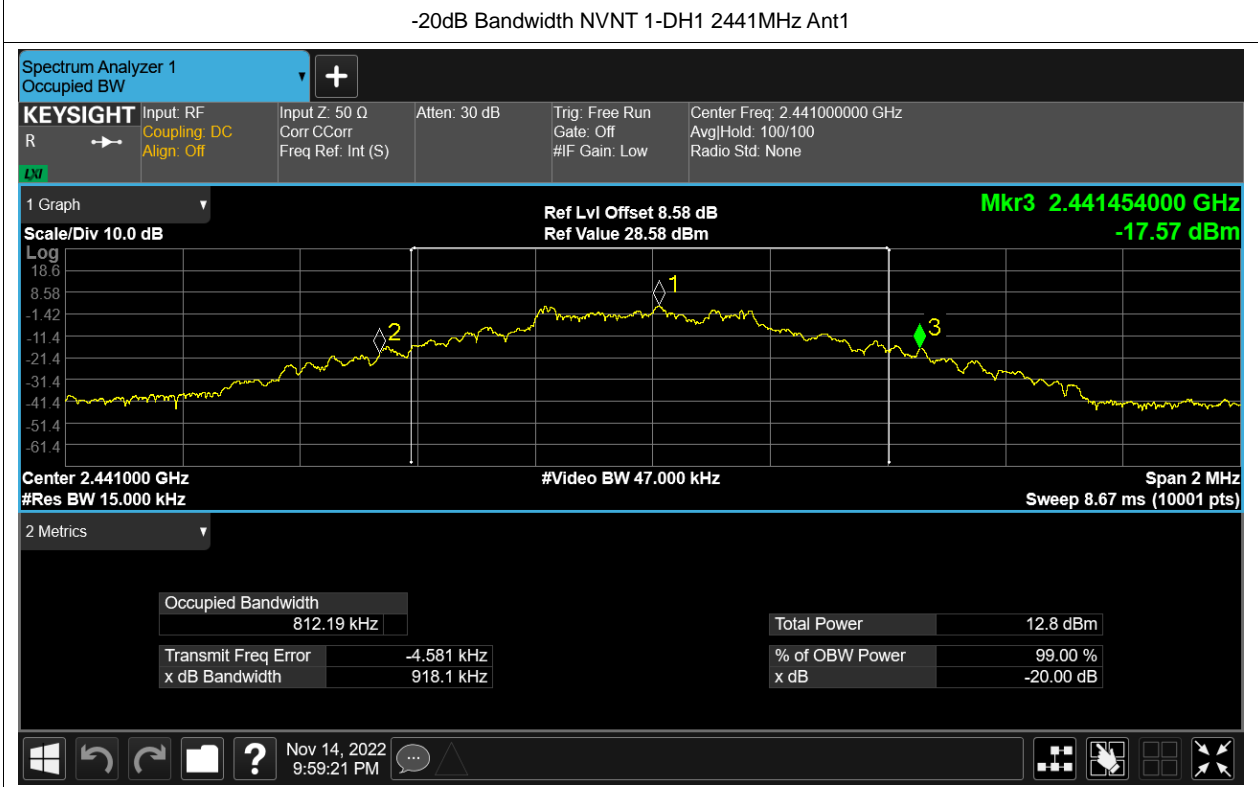 -20dB Bandwidth NVNT 1-DH1 2441MHz Ant1
Spectrum Analyzer 1
Occupied BW
KEYSIGHT
R
LXI
Input: RF
Coupling: DC
Align: Off
Input Z: 50 Ω
Corr CCorr
Freq Ref: Int (S)
Atten: 30 dB
Trig: Free Run
Gate: Off
#IF Gain: Low
Center Freq: 2.441000000 GHz
Avg|Hold: 100/100
Radio Std: None
1 Graph
Scale/Div 10.0 dB
Ref Lvl Offset 8.58 dB
Ref Value 28.58 dBm
Mkr3 2.441454000 GHz
-17.57 dBm
Log
18.6
8.58
-1.42
-11.4
-21.4
-31.4
-41.4
-51.4
-61.4
1
2
3
Center 2.441000 GHz
#Video BW 47.000 kHz
Span 2 MHz
#Res BW 15.000 kHz
Sweep 8.67 ms (10001 pts)
2 Metrics
Occupied Bandwidth
812.19 kHz
Transmit Freq Error -4.581 kHz
x dB Bandwidth 918.1 kHz
Total Power 12.8 dBm
% of OBW Power 99.00 %
x dB -20.00 dB
?
Nov 14, 2022
9:59:21 PM